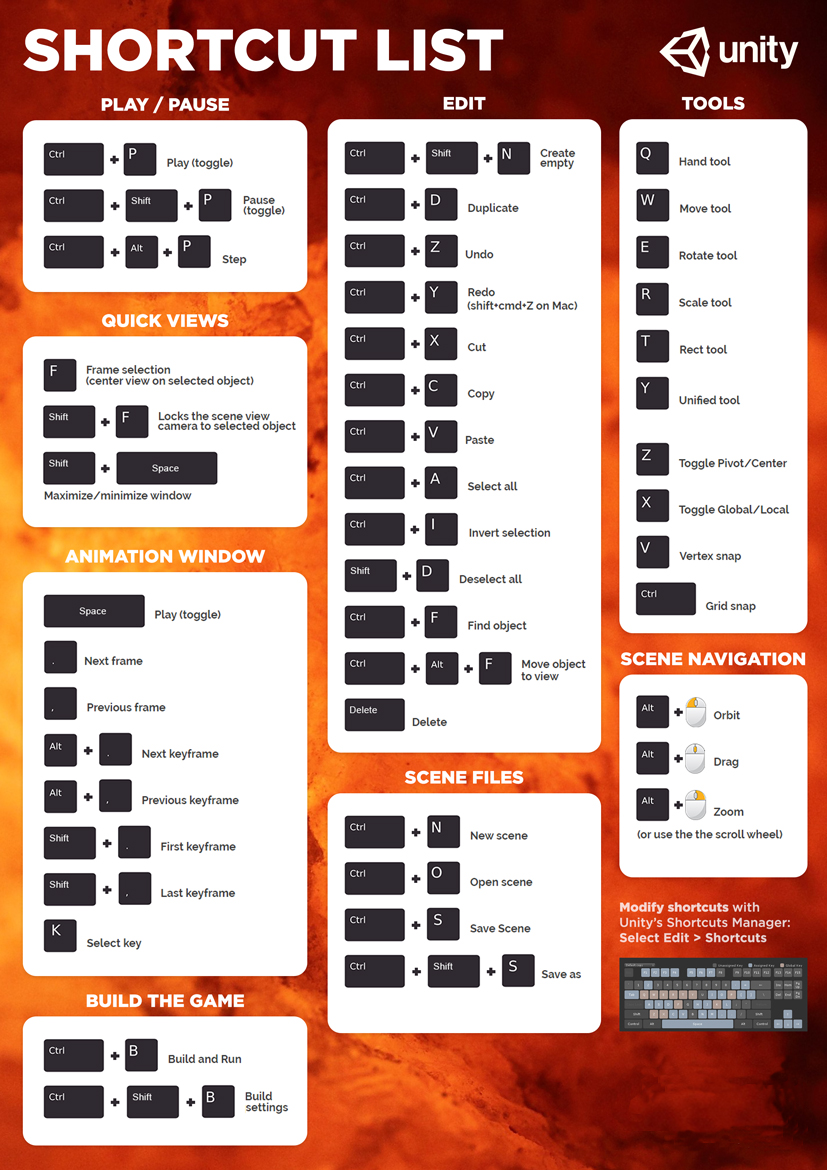 SHORTCUT LIST
unity
PLAY / PAUSE
Ctrl + P Play (toggle)
Ctrl + Shift + P Pause
(toggle)
Ctrl + Alt + P Step
QUICK VIEWS
F Frame selection
(center view on selected object)
Shift + F Locks the scene view
camera to selected object
Shift + Space
Maximize/minimize window
ANIMATION WINDOW
Space Play (toggle)
. Next frame
, Previous frame
Alt + . Next keyframe
Alt + , Previous keyframe
Shift + . First keyframe
Shift + , Last keyframe
K Select key
BUILD THE GAME
Ctrl + B Build and Run
Ctrl + Shift + B Build
settings
EDIT
Ctrl + Shift + N Create
empty
Ctrl + D Duplicate
Ctrl + Z Undo
Ctrl + Y Redo
(shift+cmd+Z on Mac)
Ctrl + X Cut
Ctrl + C Copy
Ctrl + V Paste
Ctrl + A Select all
Ctrl + I Invert selection
Shift + D Deselect all
Ctrl + F Find object
Ctrl + Alt + F Move object
to view
Delete Delete
SCENE FILES
Ctrl + N New scene
Ctrl + O Open scene
Ctrl + S Save Scene
Ctrl + Shift + S Save as
TOOLS
Q Hand tool
W Move tool
E Rotate tool
R Scale tool
T Rect tool
Y Unified tool
Z Toggle Pivot/Center
X Toggle Global/Local
V Vertex snap
Ctrl Grid snap
SCENE NAVIGATION
Alt + Orbit
Alt + Drag
Alt + Zoom
(or use the the scroll wheel)
Modify shortcuts with
Unity's Shortcuts Manager:
Select Edit > Shortcuts